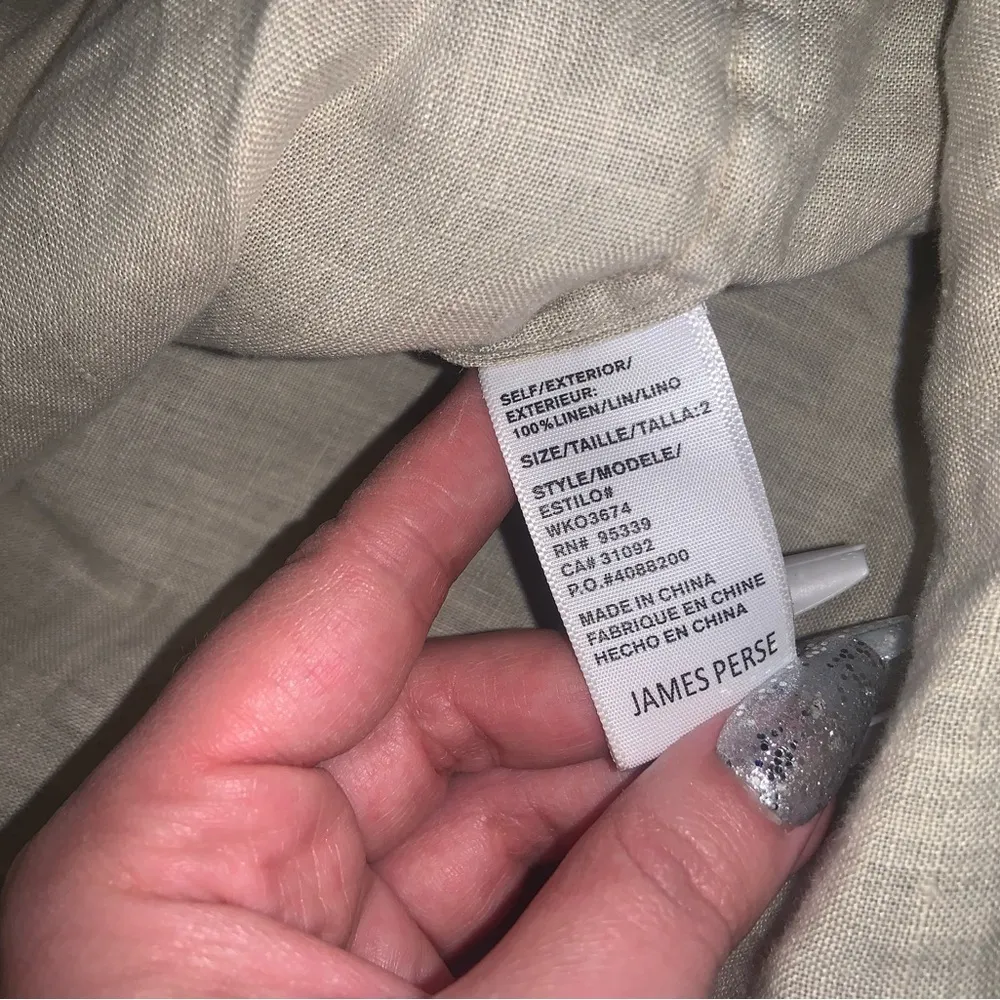 SELF/EXTERIOR/
EXTERIEUR:
100%LINEN/LIN/LINO
SIZE/TAILLE/TALLA:2
STYLE/MODELE/
ESTILO#
WKO3674
RN# 95339
CA# 31092
P.O.#4088200
MADE IN CHINA
FABRIQUE EN CHINE
HECHO EN CHINA
JAMES PERSE